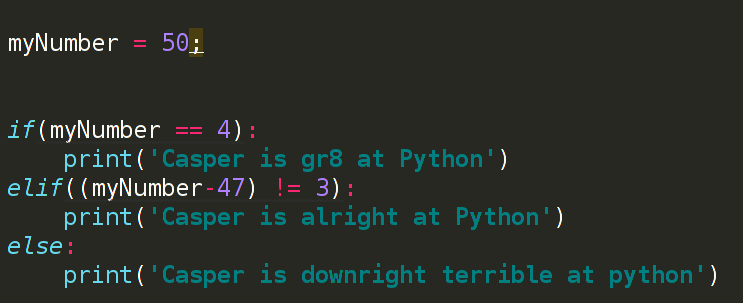 myNumber = 50;
if(myNumber == 4):
    print('Casper is gr8 at Python')
elif((myNumber-47) != 3):
    print('Casper is alright at Python')
else:
    print('Casper is downright terrible at python')